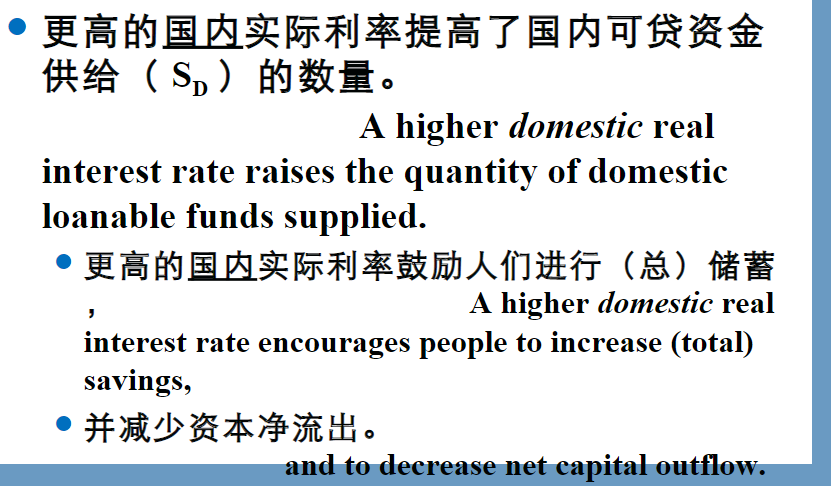 更高的国内实际利率提高了国内可贷资金
供给（ SD ）的数量。
A higher domestic real
interest rate raises the quantity of domestic
loanable funds supplied.
更高的国内实际利率鼓励人们进行（总）储蓄
， A higher domestic real
interest rate encourages people to increase (total)
savings,
并减少资本净流出。
and to decrease net capital outflow.